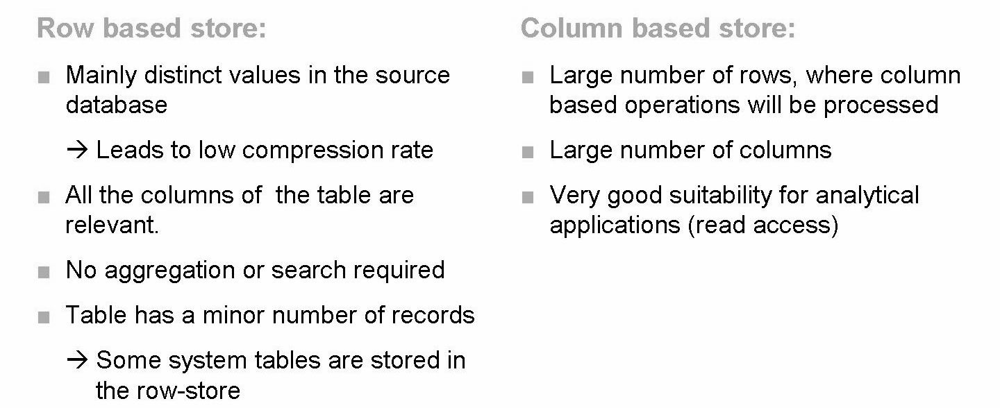 Row based store:
■ Mainly distinct values in the source
database
→ Leads to low compression rate
■ All the columns of  the table are
relevant.
■ No aggregation or search required
■ Table has a minor number of records
→ Some system tables are stored in
the row-store
Column based store:
■ Large number of rows, where column
based operations will be processed
■ Large number of columns
■ Very good suitability for analytical
applications (read access)